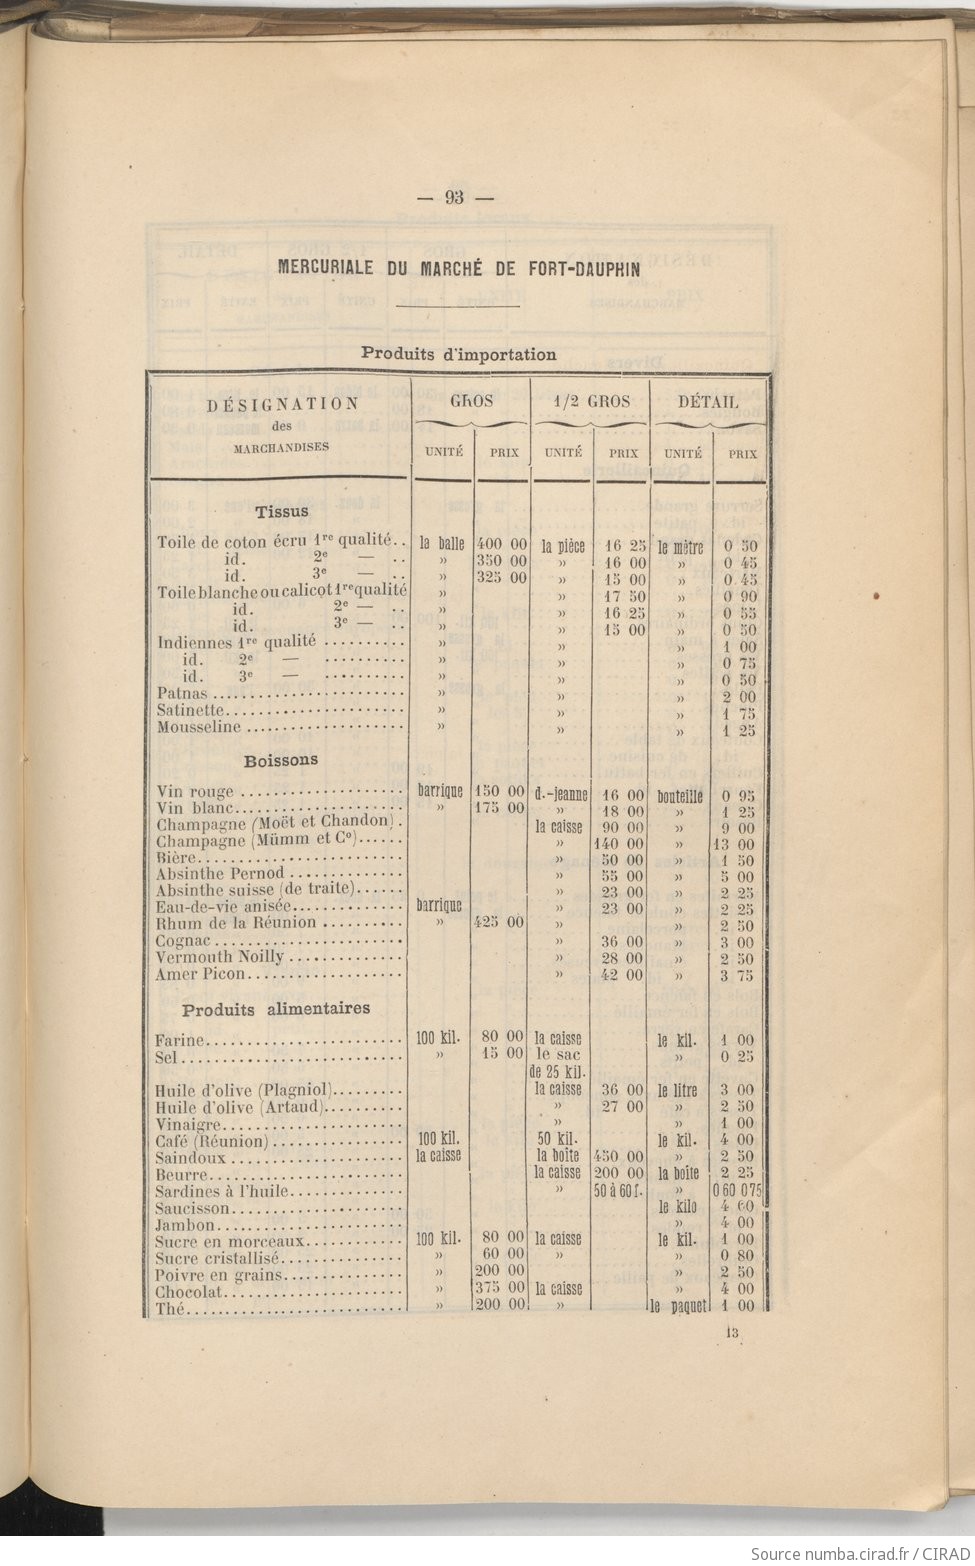 — 93 —
MERCURIALE DU MARCHÉ DE FORT-DAUPHIN
Produits d'importation
DÉSIGNATION des MARCHANDISES GROS 1/2 GROS DÉTAIL
UNITÉ PRIX UNITÉ PRIX UNITÉ PRIX
Tissus
Toile de coton écru 1re qualité.. la balle 400 00 la pièce 16 25 le mètre 0 50
id. 2e — .. » 350 00 » 16 00 » 0 45
id. 3e — .. » 325 00 » 15 00 » 0 45
Toile blanche ou calicot 1re qualité » » 17 50 » 0 90
id. 2e — .. » » 16 25 » 0 55
id. 3e — .. » » 15 00 » 0 50
Indiennes 1re qualité .......... » » » 1 00
id. 2e — .......... » » » 0 75
id. 3e — .......... » » » 0 50
Patnas ....................... » » » 2 00
Satinette...................... » » » 1 75
Mousseline .................... » » » 1 25
Boissons
Vin rouge .................... barrique 150 00 d.-jeanne 16 00 bouteille 0 95
Vin blanc..................... » 175 00 » 18 00 » 1 25
Champagne (Moët et Chandon). la caisse 90 00 » 9 00
Champagne (Mümm et Co)...... » 140 00 » 13 00
Bière......................... » 50 00 » 1 50
Absinthe Pernod .............. » 55 00 » 5 00
Absinthe suisse (de traite)...... » 23 00 » 2 25
Eau-de-vie anisée.............. barrique » 23 00 » 2 25
Rhum de la Réunion .......... » 425 00 » » 2 50
Cognac ....................... » 36 00 » 3 00
Vermouth Noilly .............. » 28 00 » 2 50
Amer Picon................... » 42 00 » 3 75
Produits alimentaires
Farine........................ 100 kil. 80 00 la caisse le kil. 1 00
Sel........................... » 15 00 le sac » 0 25
de 25 kil.
Huile d'olive (Plagniol)......... la caisse 36 00 le litre 3 00
Huile d'olive (Artaud).......... » 27 00 » 2 50
Vinaigre...................... » » 1 00
Café (Réunion) ................ 100 kil. 50 kil. le kil. 4 00
Saindoux ..................... la caisse la boîte 450 00 » 2 50
Beurre........................ la caisse 200 00 la boîte 2 25
Sardines à l'huile.............. » 50 à 60 f. » 0 60 0 75
Saucisson..................... le kilo 4 60
Jambon....................... » 4 00
Sucre en morceaux............ 100 kil. 80 00 la caisse le kil. 1 00
Sucre cristallisé............... » 60 00 » » 0 80
Poivre en grains............... » 200 00 » 2 50
Chocolat...................... » 375 00 la caisse » 4 00
Thé.......................... » 200 00 » le paquet 1 00
13
Source numba.cirad.fr / CIRAD